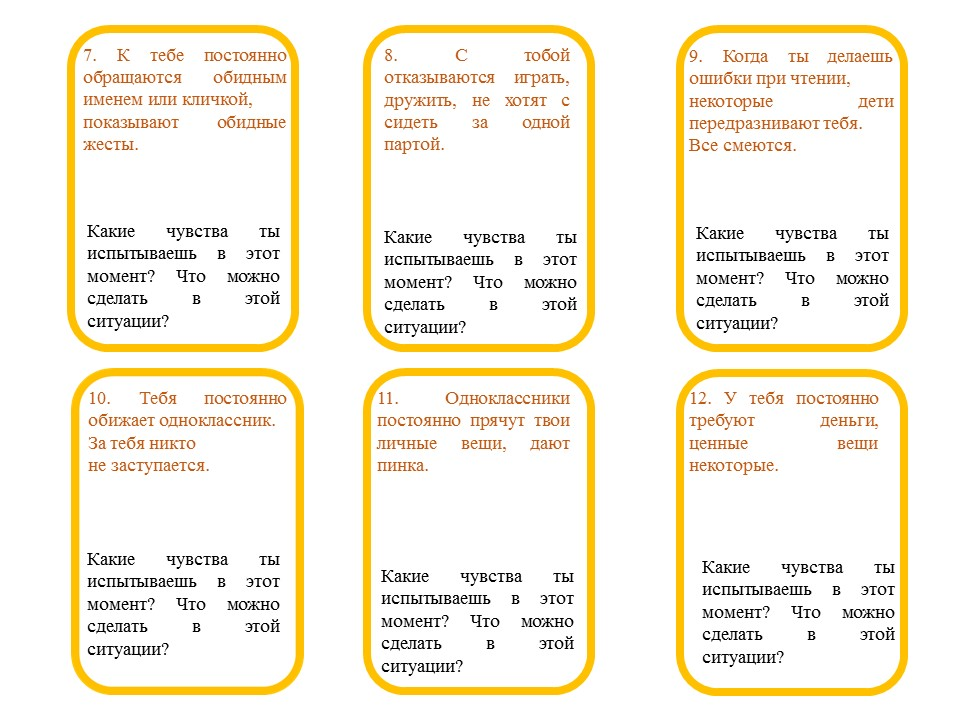 7. К тебе постоянно
обращаются обидным
именем или кличкой,
показывают обидные
жесты.
Какие чувства ты
испытываешь в этот
момент? Что можно
сделать в этой
ситуации?
8. С тобой
отказываются играть,
дружить, не хотят с
сидеть за одной
партой.
Какие чувства ты
испытываешь в этот
момент? Что можно
сделать в этой
ситуации?
9. Когда ты делаешь
ошибки при чтении,
некоторые дети
передразнивают тебя.
Все смеются.
Какие чувства ты
испытываешь в этот
момент? Что можно
сделать в этой
ситуации?
10. Тебя постоянно
обижает одноклассник.
За тебя никто
не заступается.
Какие чувства ты
испытываешь в этот
момент? Что можно
сделать в этой
ситуации?
11. Одноклассники
постоянно прячут твои
личные вещи, дают
пинка.
Какие чувства ты
испытываешь в этот
момент? Что можно
сделать в этой
ситуации?
12. У тебя постоянно
требуют деньги,
ценные вещи
некоторые.
Какие чувства ты
испытываешь в этот
момент? Что можно
сделать в этой
ситуации?